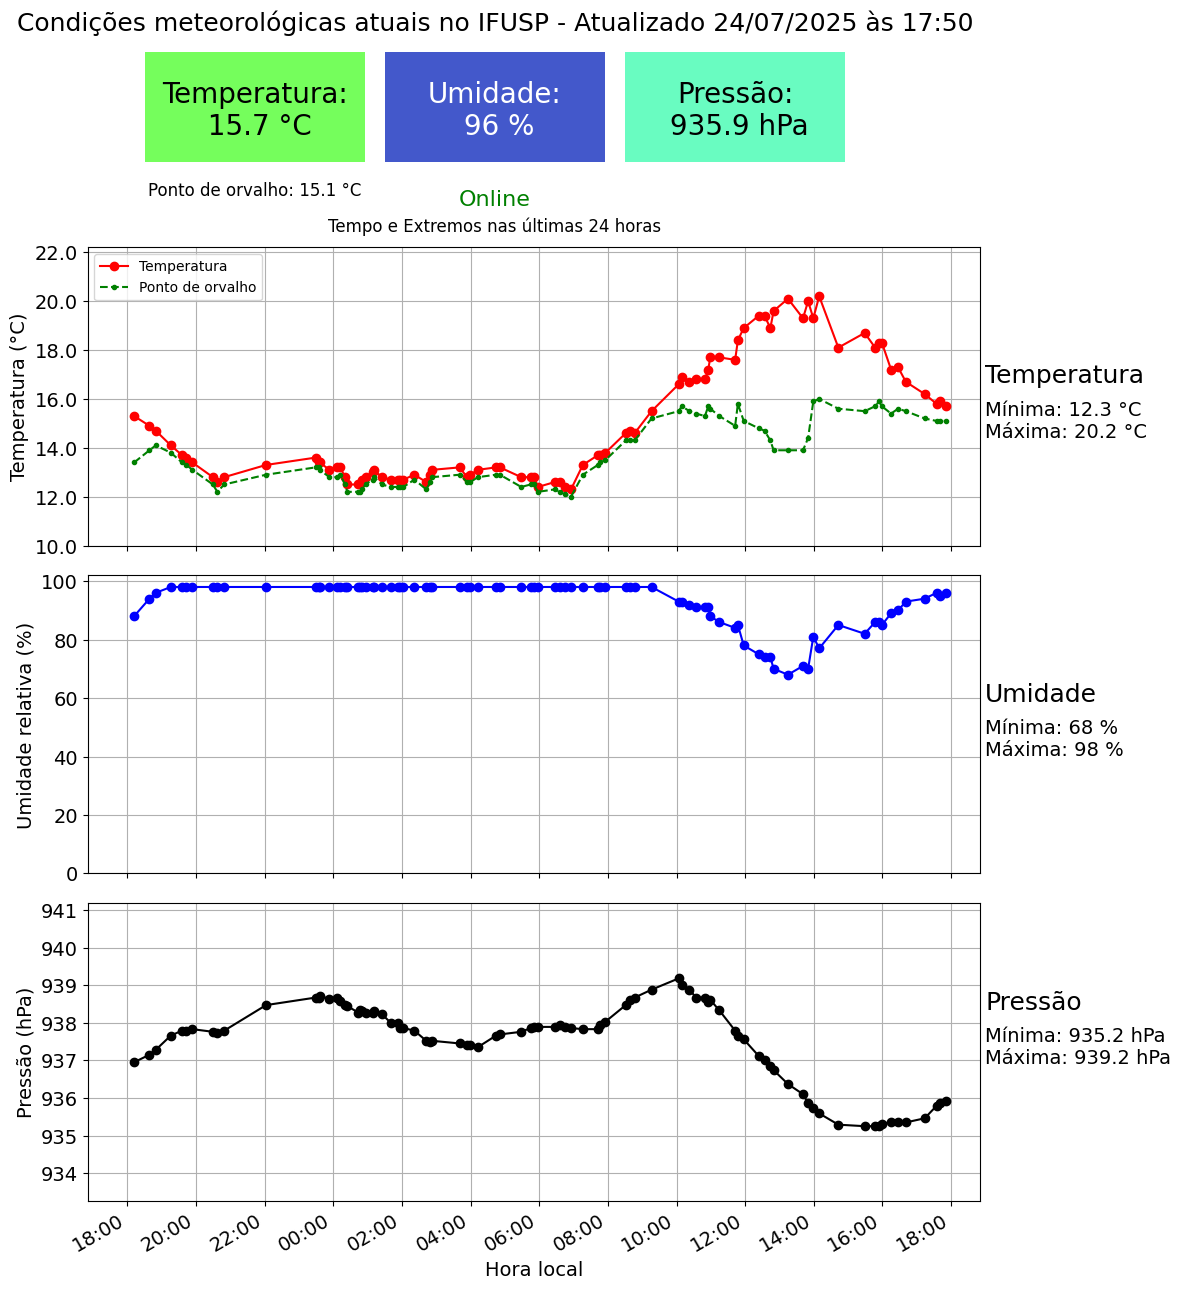 Condições meteorológicas atuais no IFUSP - Atualizado 24/07/2025 às 17:50
Temperatura:
15.7 °C
Umidade:
96 %
Pressão:
935.9 hPa
Ponto de orvalho: 15.1 °C
Online
Tempo e Extremos nas últimas 24 horas
Temperatura (°C)
22.0
20.0
18.0
16.0
14.0
12.0
10.0
Temperatura
Ponto de orvalho
Temperatura
Mínima: 12.3 °C
Máxima: 20.2 °C
Umidade relativa (%)
100
80
60
40
20
0
Umidade
Mínima: 68 %
Máxima: 98 %
Pressão (hPa)
941
940
939
938
937
936
935
934
Pressão
Mínima: 935.2 hPa
Máxima: 939.2 hPa
18:00 20:00 22:00 00:00 02:00 04:00 06:00 08:00 10:00 12:00 14:00 16:00 18:00
Hora local